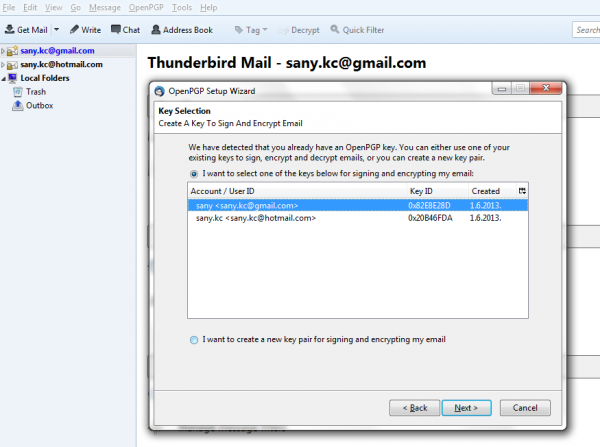 File Edit View Go Message OpenPGP Tools Help
Get Mail Write Chat Address Book Tag Decrypt Quick Filter Search
sany.kc@gmail.com
sany.kc@hotmail.com
Local Folders
Trash
Outbox
Thunderbird Mail - sany.kc@gmail.com
OpenPGP Setup Wizard
Key Selection
Create A Key To Sign And Encrypt Email
We have detected that you already have an OpenPGP key. You can either use one of your
existing keys to sign, encrypt and decrypt emails, or you can create a new key pair.
I want to select one of the keys below for signing and encrypting my email:
Account / User ID Key ID Created
sany <sany.kc@gmail.com> 0x82E8E28D 1.6.2013.
sany.kc <sany.kc@hotmail.com> 0x20B46FDA 1.6.2013.
I want to create a new key pair for signing and encrypting my email
< Back Next > Cancel